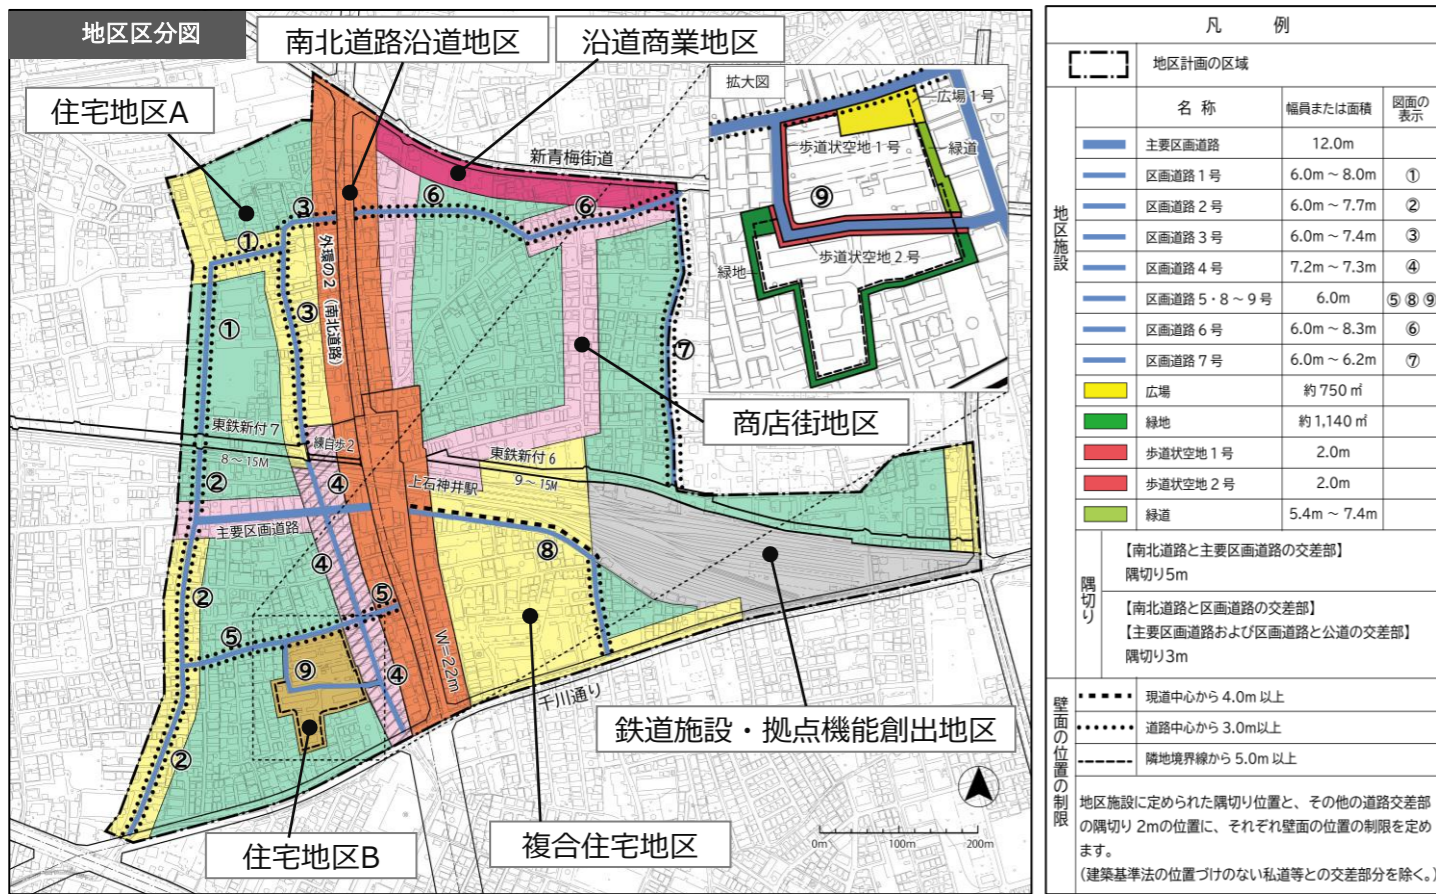 地区区分図
南北道路沿道地区
沿道商業地区
住宅地区A
新青梅街道
拡大図
広場1号
歩道状空地1号
緑道
⑨
歩道状空地2号
緑地
③
⑥
⑥
①
外環の2（南北道路）
①
③
⑦
商店街地区
東鉄新付7
8～15M
練自歩2
東鉄新付6
9～15M
上石神井駅
②
④
主要区画道路
⑧
④
②
⑤
⑤
⑨
④
W=22m
千川通り
②
鉄道施設・拠点機能創出地区
複合住宅地区
住宅地区B
0m 100m 200m
凡例
地区計画の区域
地区施設
名称 幅員または面積 図面の表示
主要区画道路 12.0m
区画道路1号 6.0m～8.0m ①
区画道路2号 6.0m～7.7m ②
区画道路3号 6.0m～7.4m ③
区画道路4号 7.2m～7.3m ④
区画道路5・8～9号 6.0m ⑤⑧⑨
区画道路6号 6.0m～8.3m ⑥
区画道路7号 6.0m～6.2m ⑦
広場 約750㎡
緑地 約1,140㎡
歩道状空地1号 2.0m
歩道状空地2号 2.0m
緑道 5.4m～7.4m
隅切り
【南北道路と主要区画道路の交差部】
隅切り5m
【南北道路と区画道路の交差部】
【主要区画道路および区画道路と公道の交差部】
隅切り3m
壁面の位置の制限
現道中心から4.0m以上
道路中心から3.0m以上
隣地境界線から5.0m以上
地区施設に定められた隅切り位置と、その他の道路交差部
の隅切り2mの位置に、それぞれ壁面の位置の制限を定め
ます。
（建築基準法の位置づけのない私道等との交差部分を除く。）